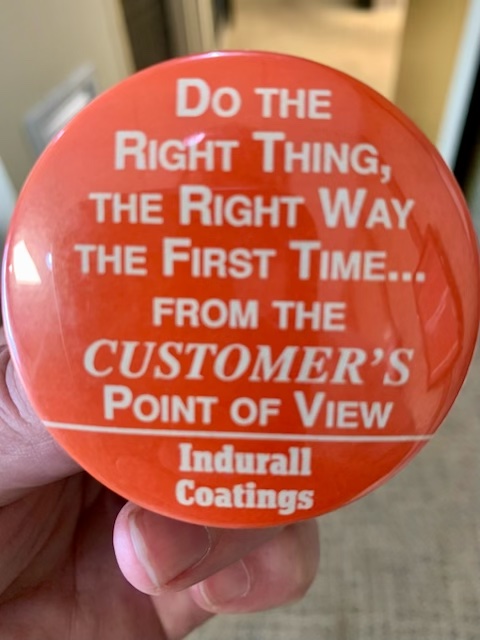 Do the
Right Thing,
the Right Way
the First Time...
from the
CUSTOMER'S
Point of View
Indurall
Coatings